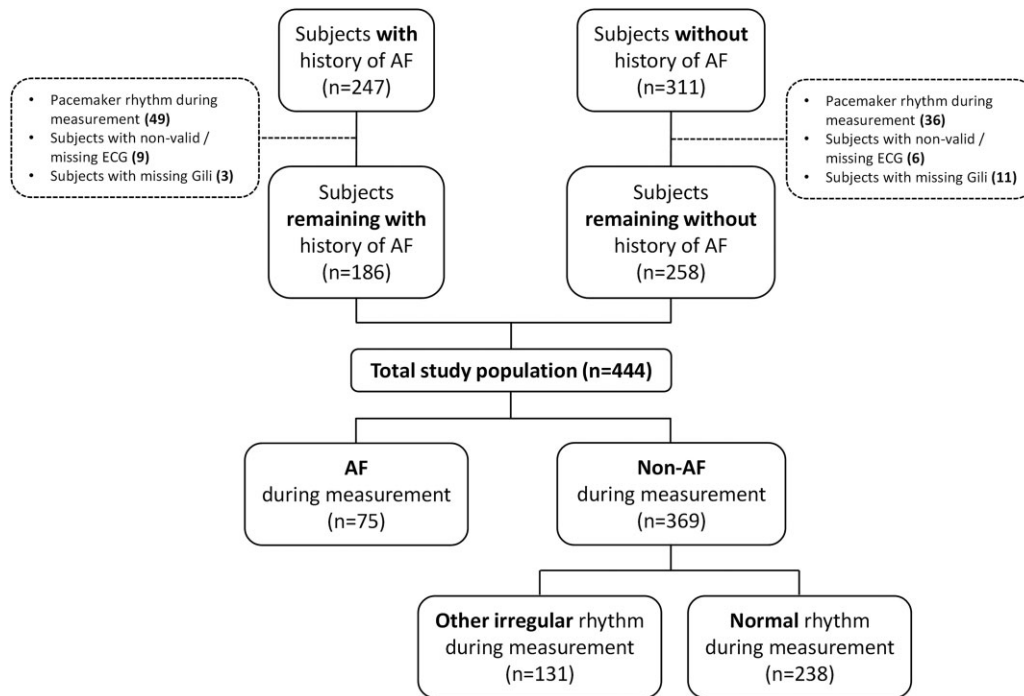 Subjects with
history of AF
(n=247)
Subjects without
history of AF
(n=311)
• Pacemaker rhythm during
measurement (49)
• Subjects with non-valid /
missing ECG (9)
• Subjects with missing Gili (3)
• Pacemaker rhythm during
measurement (36)
• Subjects with non-valid /
missing ECG (6)
• Subjects with missing Gili (11)
Subjects
remaining with
history of AF
(n=186)
Subjects
remaining without
history of AF
(n=258)
Total study population (n=444)
AF
during measurement
(n=75)
Non-AF
during measurement
(n=369)
Other irregular rhythm
during measurement
(n=131)
Normal rhythm
during measurement
(n=238)